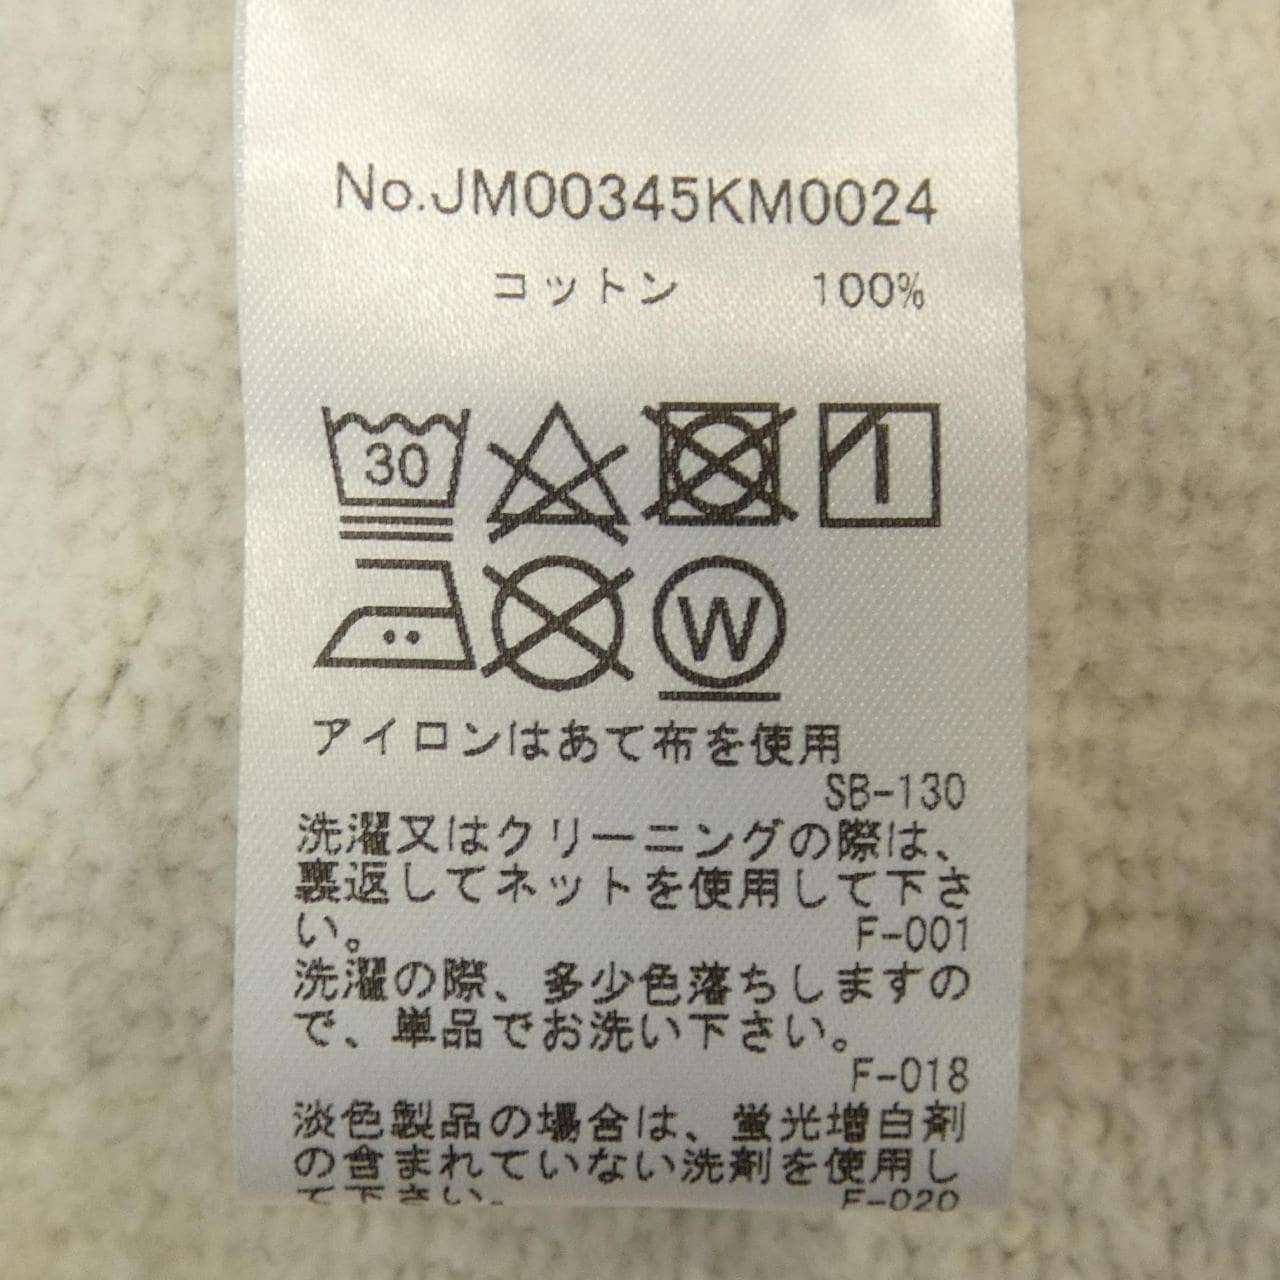 No.JM00345KM0024
コットン 100%
30
W
アイロンはあて布を使用
SB-130
洗濯又はクリーニングの際は、
裏返してネットを使用して下さ
い。 F-001
洗濯の際、多少色落ちしますの
で、単品でお洗い下さい。
F-018
淡色製品の場合は、蛍光増白剤
の含まれていない洗剤を使用し
て下さい。 F-020